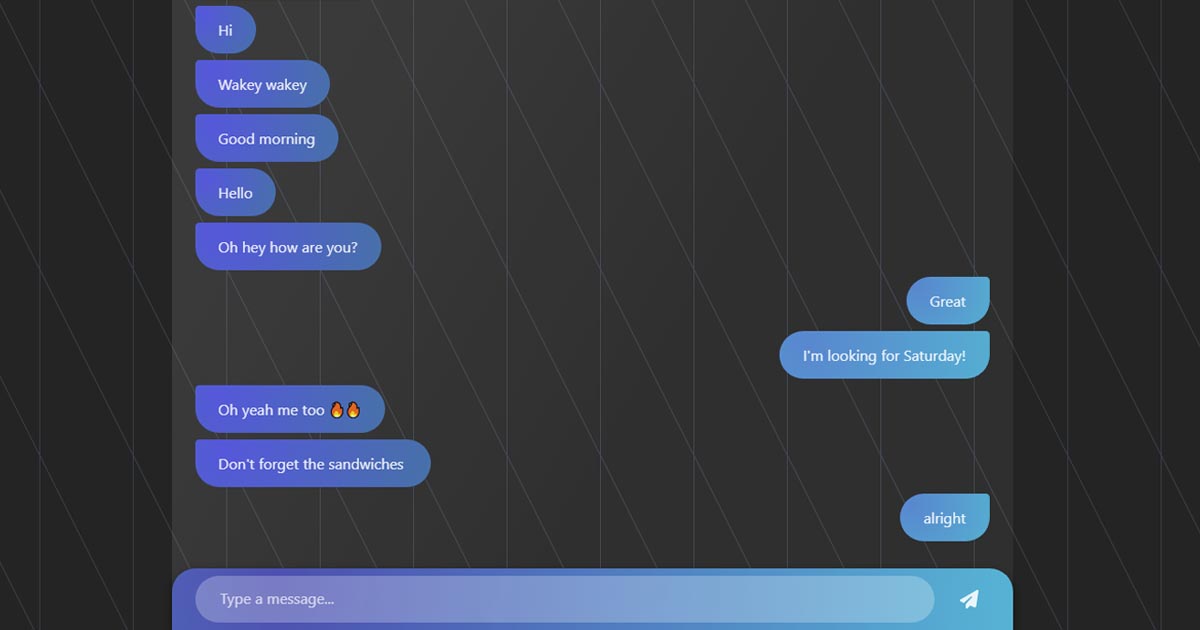 Hi
Wakey wakey
Good morning
Hello
Oh hey how are you?
Great
I'm looking for Saturday!
Oh yeah me too 🔥🔥
Don't forget the sandwiches
alright
Type a message...